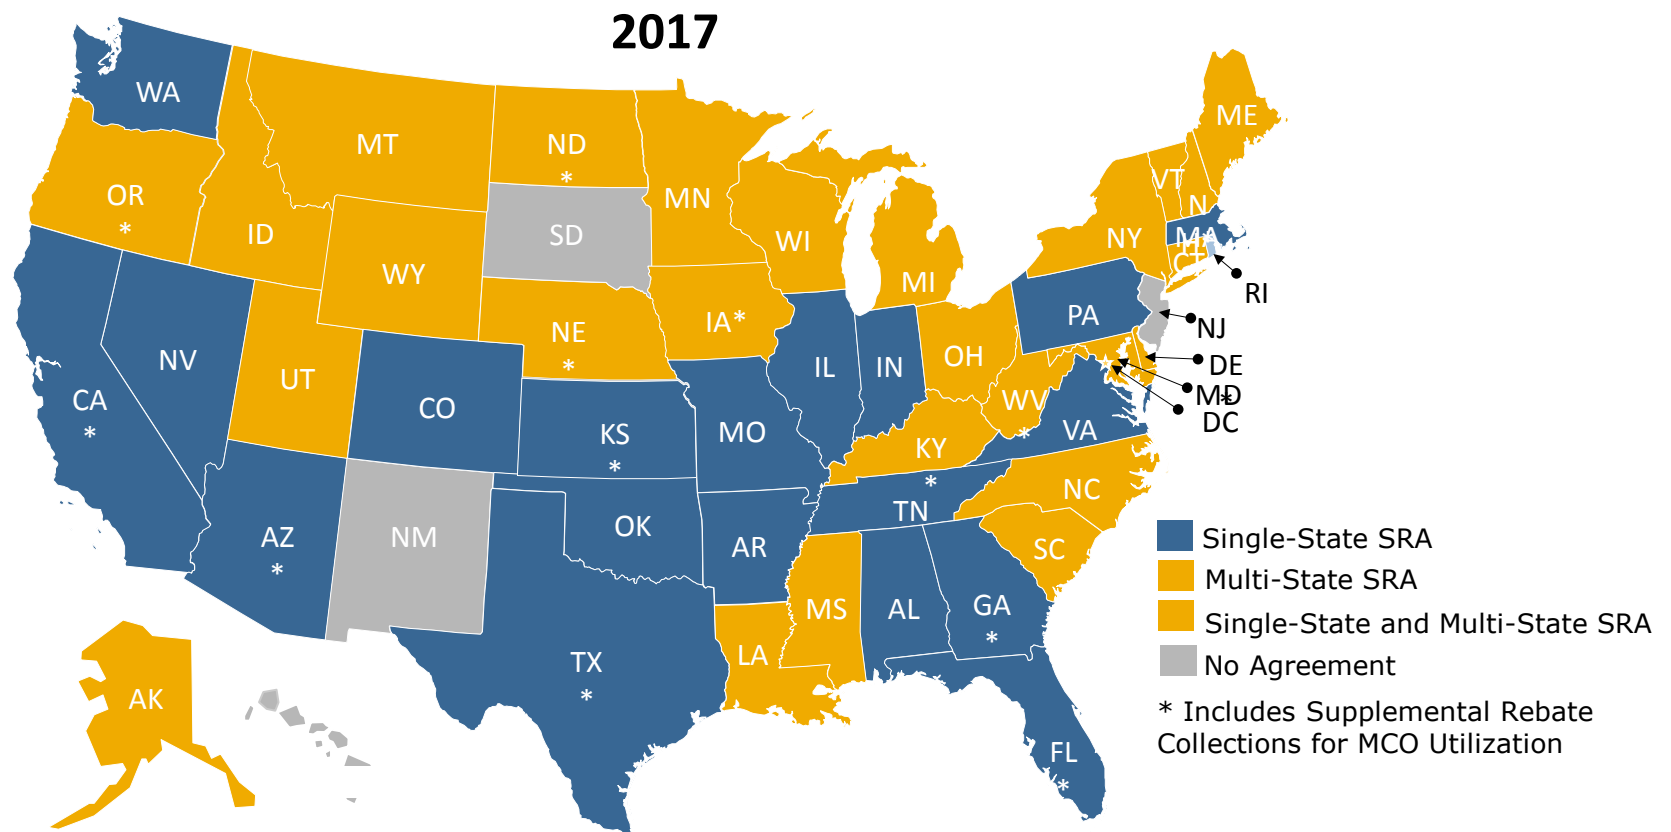 2017
WA
MT
ND
*
ME
OR
*
ID
MN
VT
N
SD
WI
NY
MA
WY
MI
CT
RI
NE
*
IA*
PA
NJ
NV
UT
OH
DE
CA
*
CO
IL
IN
MD
*
WV
*
DC
KS
*
MO
VA
KY
*
NC
TN
AZ
*
NM
OK
AR
SC
Single-State SRA
Multi-State SRA
MS
AL
GA
*
Single-State and Multi-State SRA
TX
*
LA
No Agreement
AK
* Includes Supplemental Rebate
Collections for MCO Utilization
FL
*